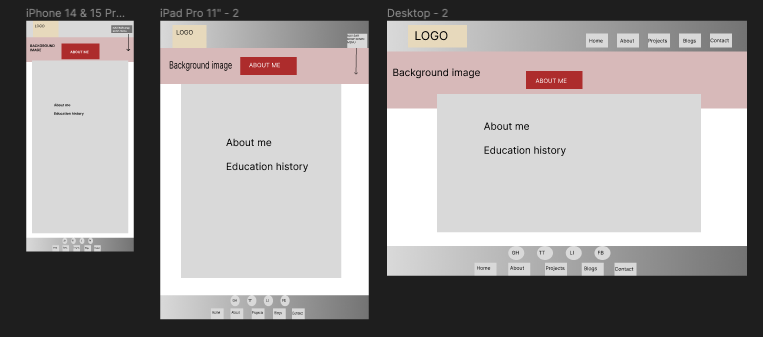 iPhone 14 & 15 Pr...
LOGO
BACKGROUND
IMAGE
ABOUT ME
About me
Education history
iPad Pro 11" - 2
LOGO
Background image
ABOUT ME
About me
Education history
GH
TT
LI
FB
Home
About
Projects
Blogs
Contact
Desktop - 2
LOGO
Home
About
Projects
Blogs
Contact
Background image
ABOUT ME
About me
Education history
GH
TT
LI
FB
Home
About
Projects
Blogs
Contact